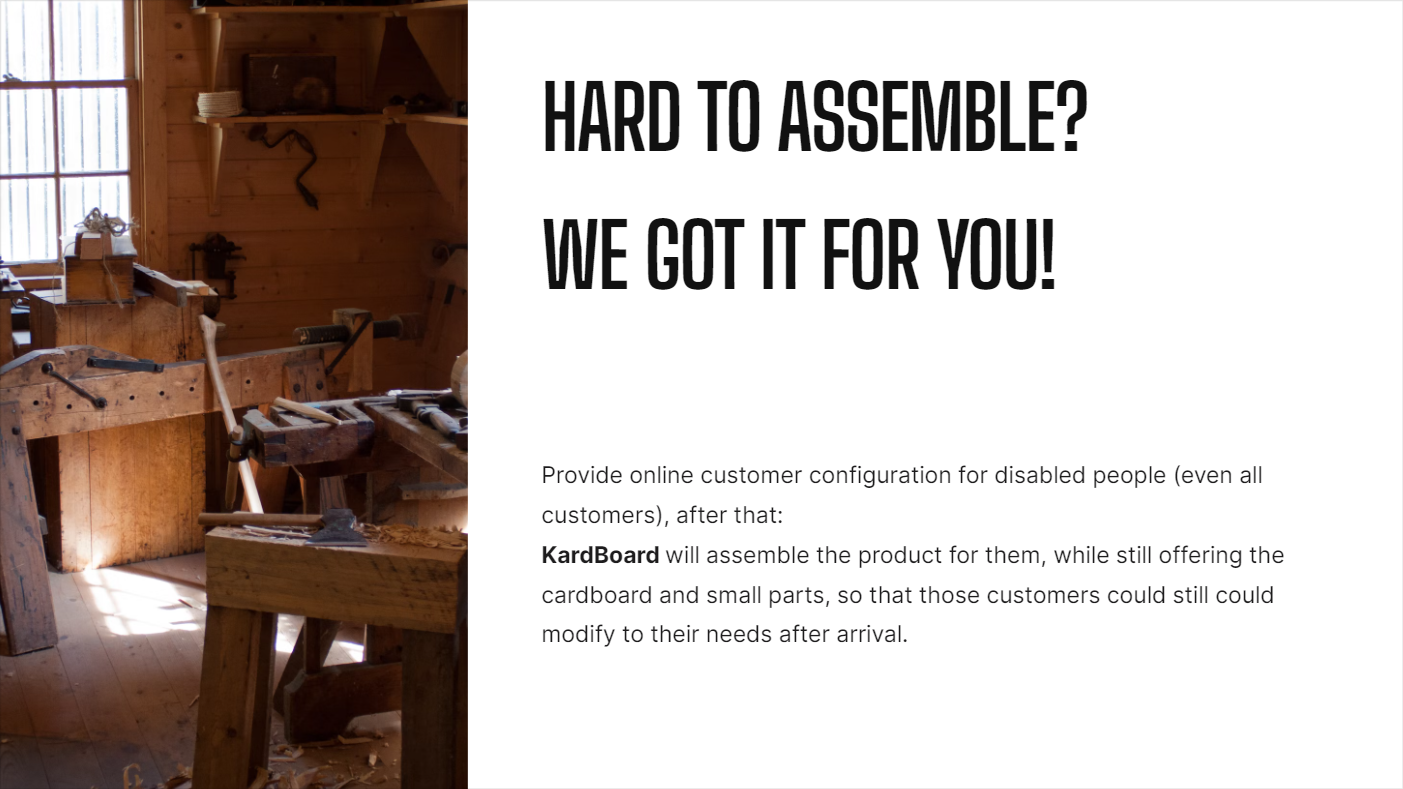 HARD TO ASSEMBLE?
WE GOT IT FOR YOU!
Provide online customer configuration for disabled people (even all
customers), after that:
KardBoard will assemble the product for them, while still offering the
cardboard and small parts, so that those customers could still could
modify to their needs after arrival.